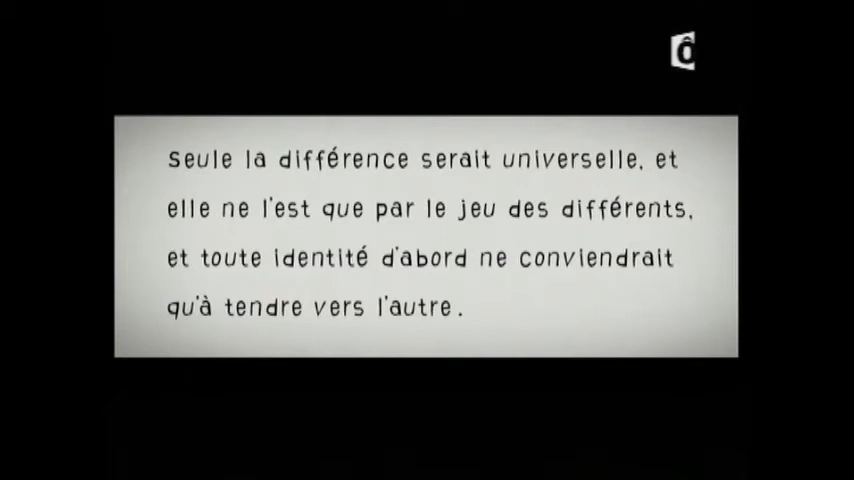 Ô
Seule la différence serait universelle, et
elle ne l'est que par le jeu des différents,
et toute identité d'abord ne conviendrait
qu'à tendre vers l'autre.